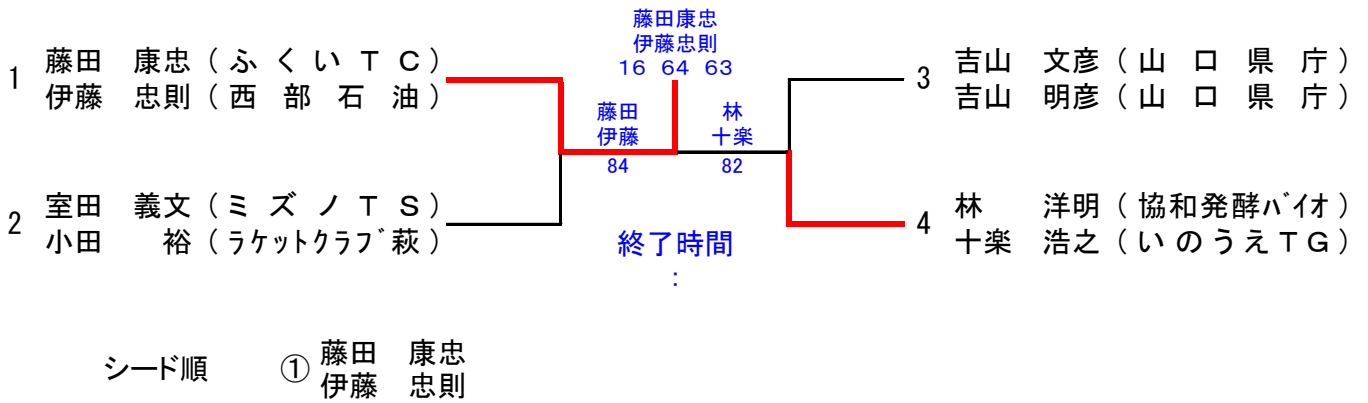 藤田康忠
伊藤忠則
16 64 63
1 藤田 康忠（ふくいＴＣ）
伊藤 忠則（西部石油）
3 吉山 文彦（山口県庁）
吉山 明彦（山口県庁）
藤田
伊藤
84
林
十楽
82
2 室田 義文（ミズノＴＳ）
小田 裕（ﾗｹｯﾄｸﾗﾌﾞ萩）
4 林 洋明（協和発酵ﾊﾞｲｵ）
十楽 浩之（いのうえＴＧ）
終了時間
:
シード順 ① 藤田 康忠
伊藤 忠則